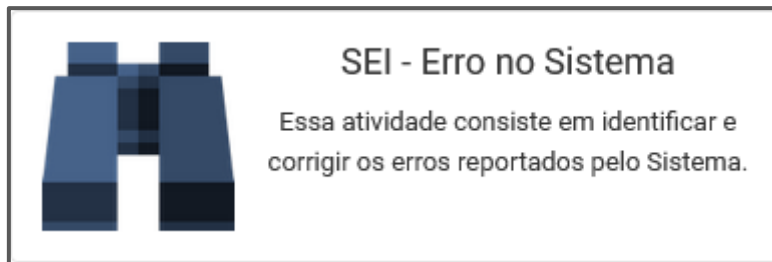 SEI - Erro no Sistema
Essa atividade consiste em identificar e
corrigir os erros reportados pelo Sistema.